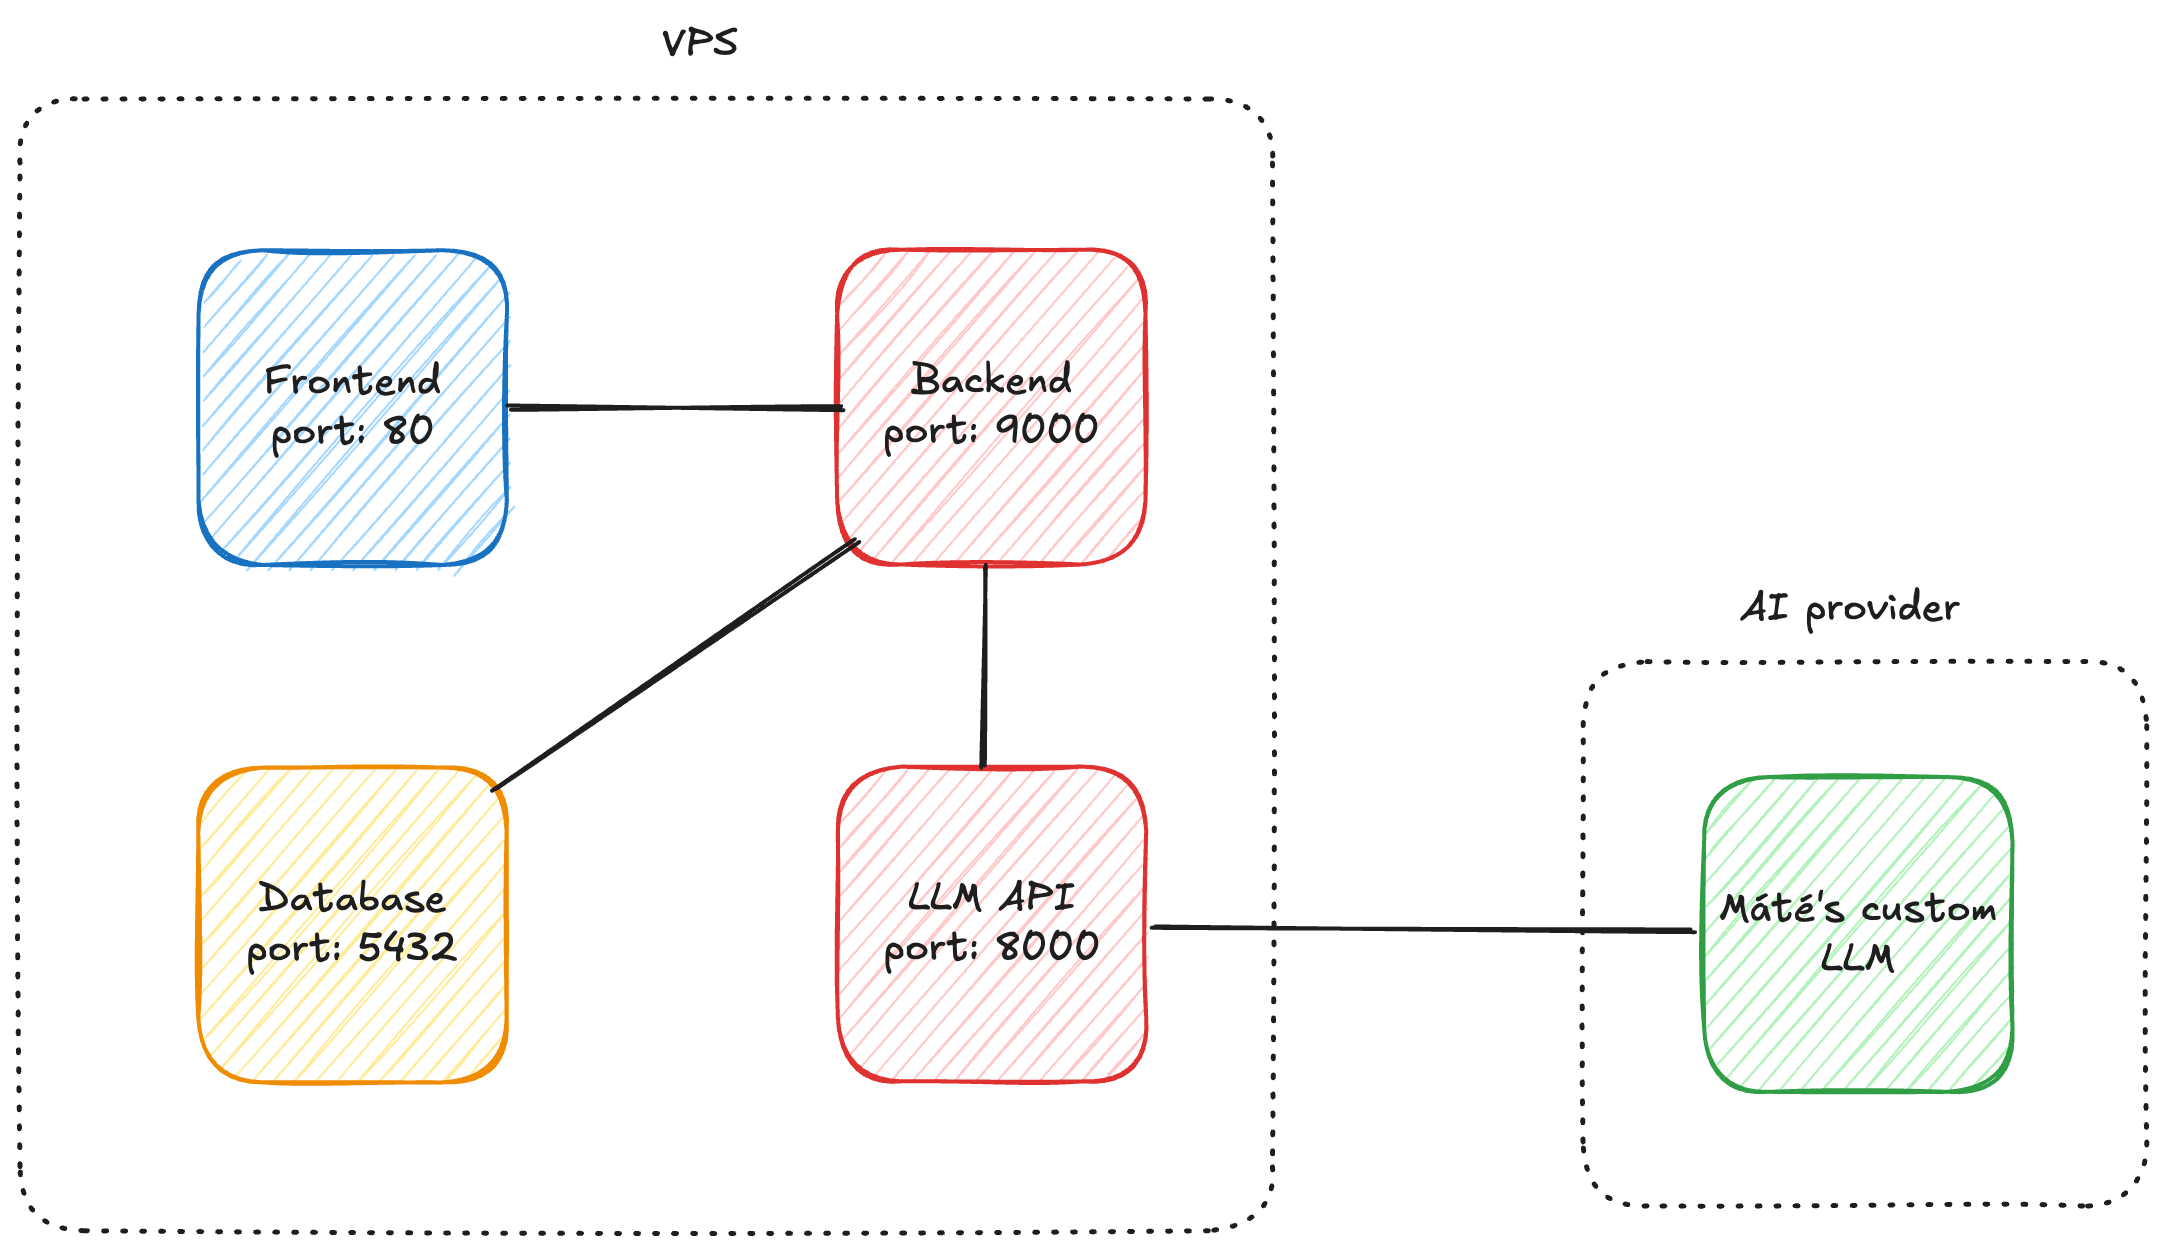 VPS
Frontend
port: 80
Backend
port: 9000
AI provider
Database
port: 5432
LLM API
port: 8000
Máté's custom
LLM